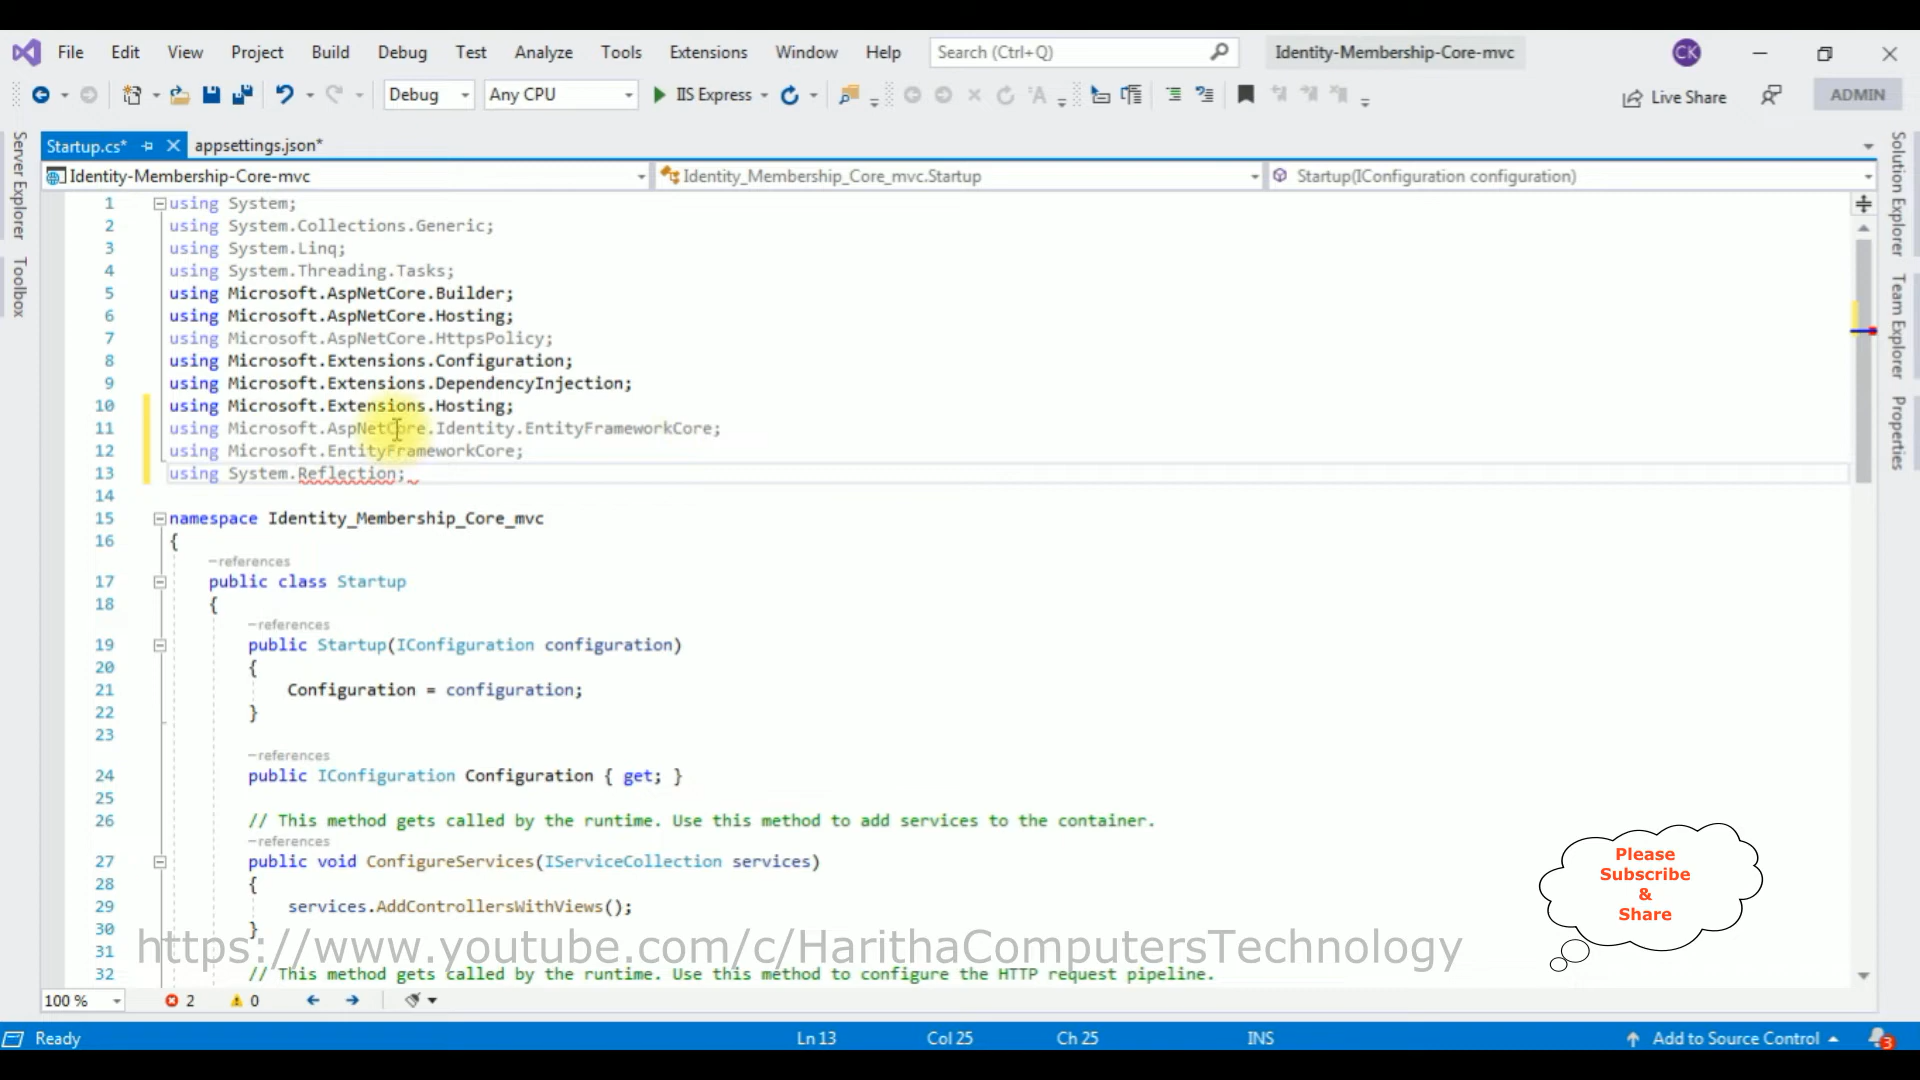 File Edit View Project Build Debug Test Analyze Tools Extensions Window Help Search (Ctrl+Q) Identity-Membership-Core-mvc CK
Debug Any CPU IIS Express Live Share ADMIN
Startup.cs* appsettings.json*
Identity-Membership-Core-mvc Identity_Membership_Core_mvc.Startup Startup(IConfiguration configuration)
Server Explorer
Toolbox
Solution Explorer
Team Explorer
Properties
1 using System;
2 using System.Collections.Generic;
3 using System.Linq;
4 using System.Threading.Tasks;
5 using Microsoft.AspNetCore.Builder;
6 using Microsoft.AspNetCore.Hosting;
7 using Microsoft.AspNetCore.HttpsPolicy;
8 using Microsoft.Extensions.Configuration;
9 using Microsoft.Extensions.DependencyInjection;
10 using Microsoft.Extensions.Hosting;
11 using Microsoft.AspNetCore.Identity.EntityFrameworkCore;
12 using Microsoft.EntityFrameworkCore;
13 using System.Reflection;
14
15 namespace Identity_Membership_Core_mvc
16 {
—references
17 public class Startup
18 {
—references
19 public Startup(IConfiguration configuration)
20 {
21 Configuration = configuration;
22 }
23
—references
24 public IConfiguration Configuration { get; }
25
26 // This method gets called by the runtime. Use this method to add services to the container.
—references
27 public void ConfigureServices(IServiceCollection services)
28 {
29 services.AddControllersWithViews();
30 }
31
32 // This method gets called by the runtime. Use this method to configure the HTTP request pipeline.
https://www.youtube.com/c/HarithaComputersTechnology
Please
Subscribe
&
Share
100 % 2 0
Ready Ln 13 Col 25 Ch 25 INS Add to Source Control 3